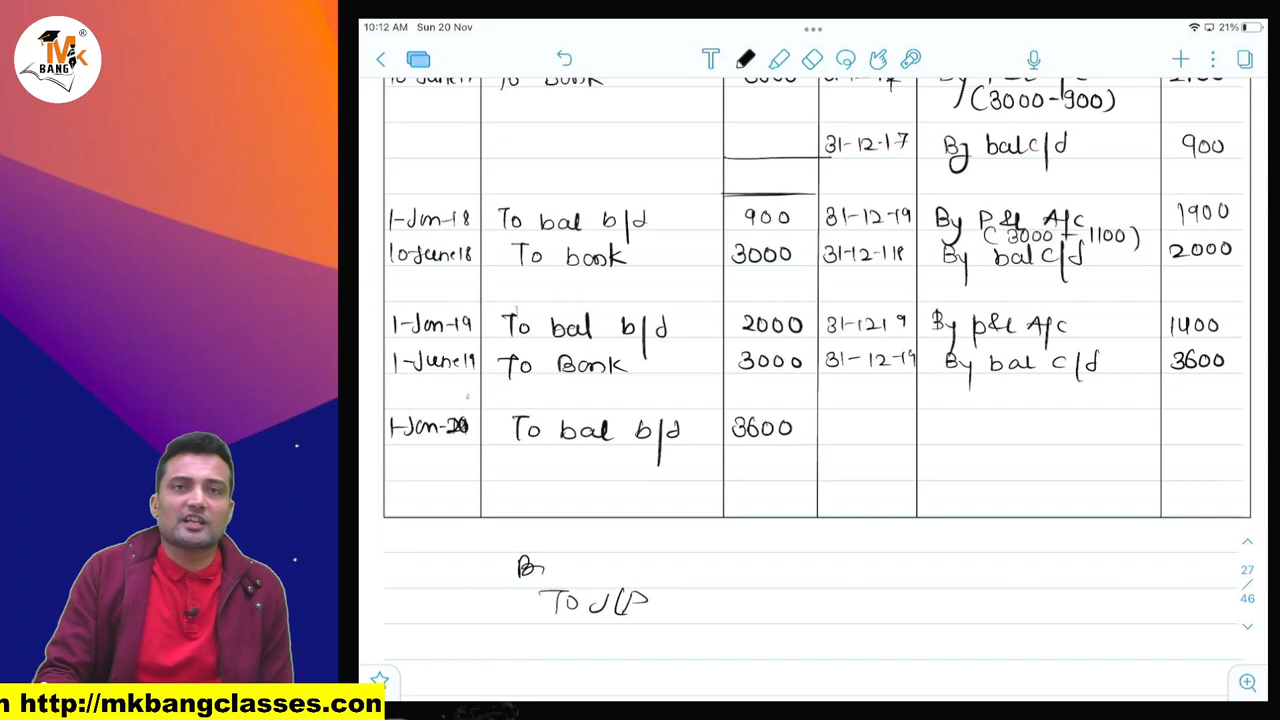 MK
BANG
®
10:12 AM Sun 20 Nov
21%
To Book
(3000-900)
31-12-17 By bal c/d 900
1-Jan-18 To bal b/d 900 31-12-19 By P&L A/c 1900
(3000 - 1100)
10-June18 To book 3000 31-12-118 By bal c/d 2000
1-Jan-19 To bal b/d 2000 31-1219 By P&L A/c 1400
1-June19 To Bank 3000 31-12-19 By bal c/d 3600
1-Jan-20 To bal b/d 3600
27
/
46
n http://mkbangclasses.con